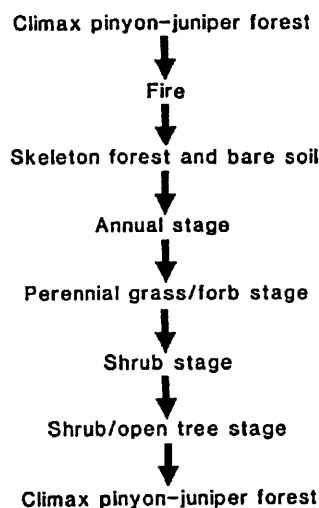 Climax pinyon-juniper forest
Fire
Skeleton forest and bare soil
Annual stage
Perennial grass/forb stage
Shrub stage
Shrub/open tree stage
Climax pinyon-juniper forest